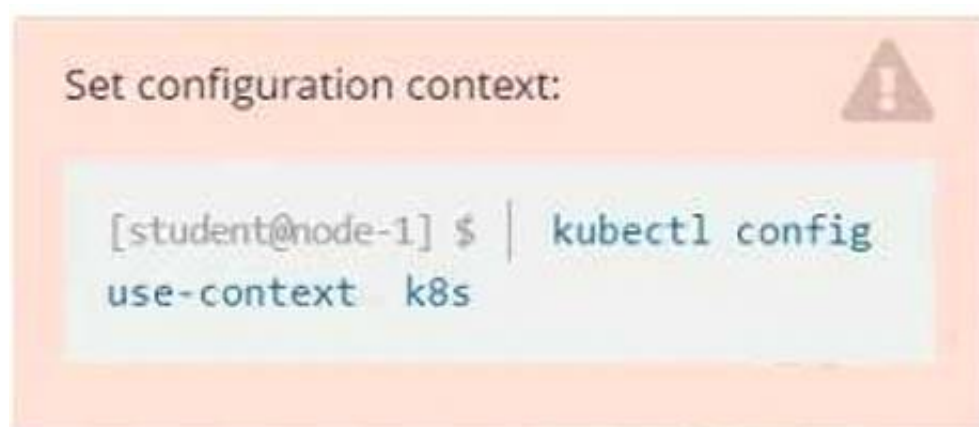 Set configuration context:
[student@node-1] $ | kubectl config
use-context k8s